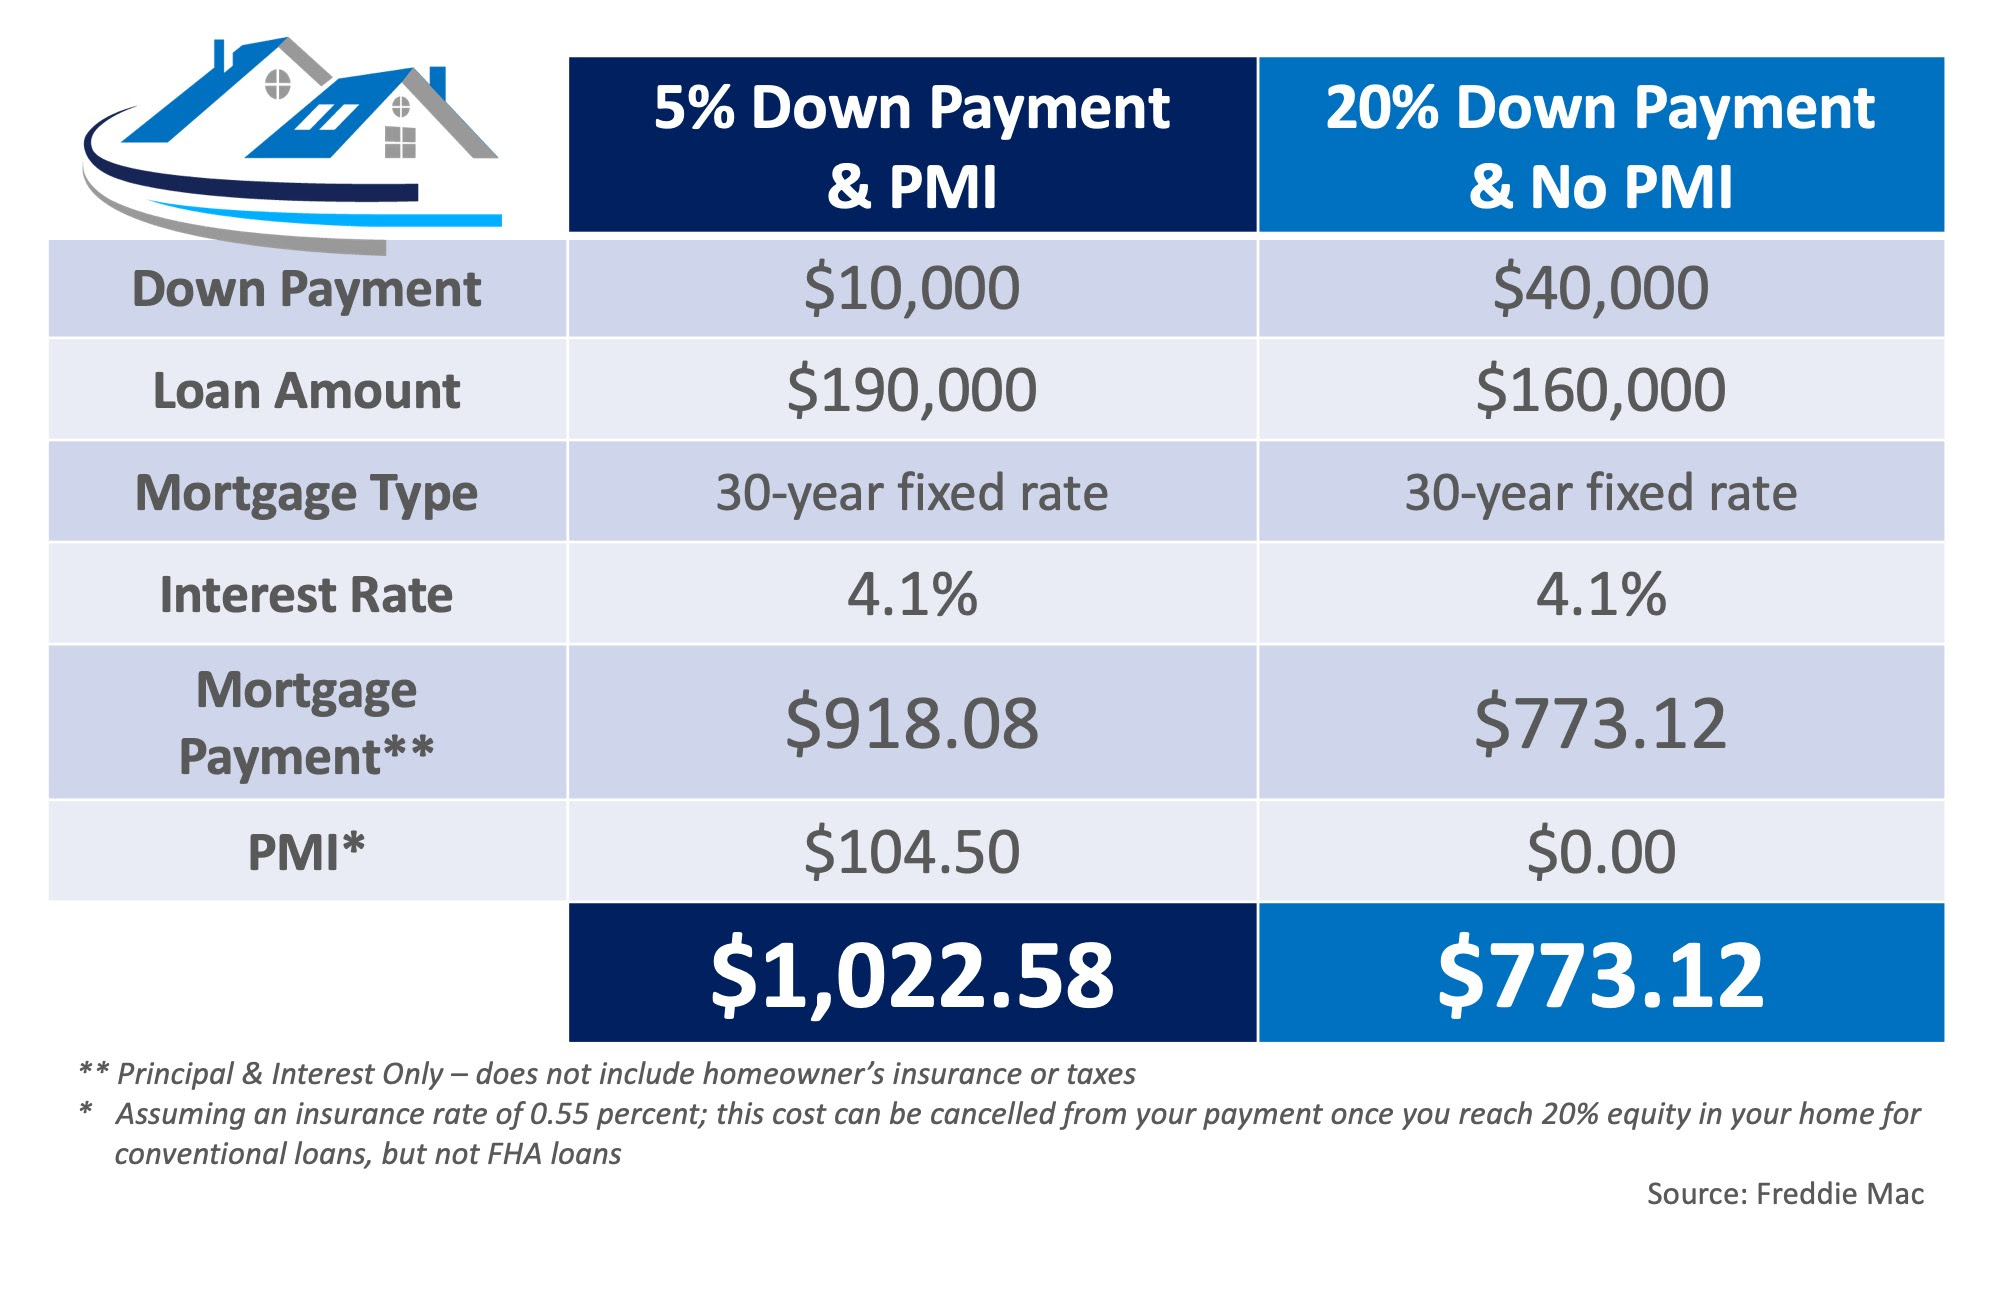 5% Down Payment
& PMI
20% Down Payment
& No PMI
Down Payment
$10,000
$40,000
Loan Amount
$190,000
$160,000
Mortgage Type
30-year fixed rate
30-year fixed rate
Interest Rate
4.1%
4.1%
Mortgage
Payment**
$918.08
$773.12
PMI*
$104.50
$0.00
$1,022.58
$773.12
** Principal & Interest Only – does not include homeowner’s insurance or taxes
* Assuming an insurance rate of 0.55 percent; this cost can be cancelled from your payment once you reach 20% equity in your home for
conventional loans, but not FHA loans
Source: Freddie Mac